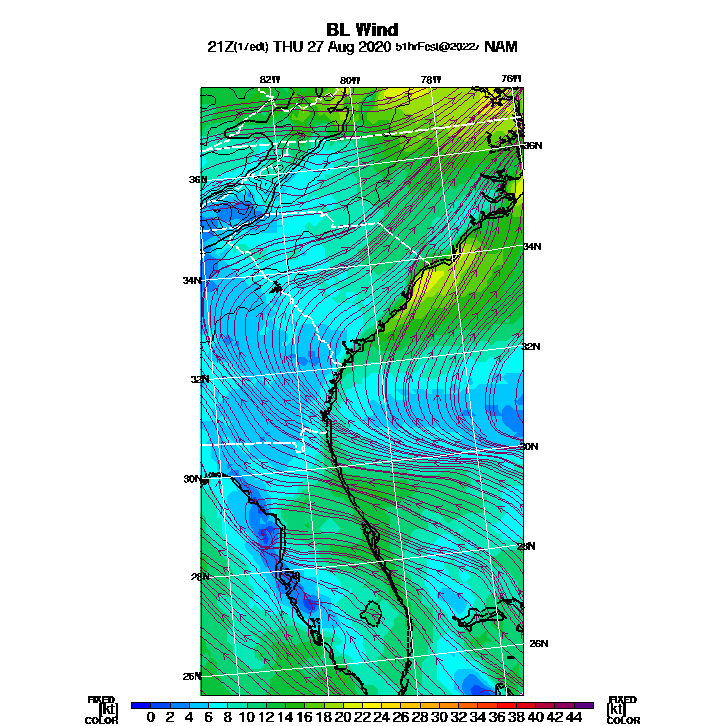 BL Wind
21Z(17edt) THU 27 Aug 2020 51hrFcst@2022z NAM
82W 80W 78W 76W
36N
36N
34N
34N
32N
32N
30N
30N
28N
28N
26N
26N
FIXED FIXED
[kt] 0 2 4 6 8 10 12 14 16 18 20 22 24 26 28 30 32 34 36 38 40 42 44 [kt]
COLOR COLOR